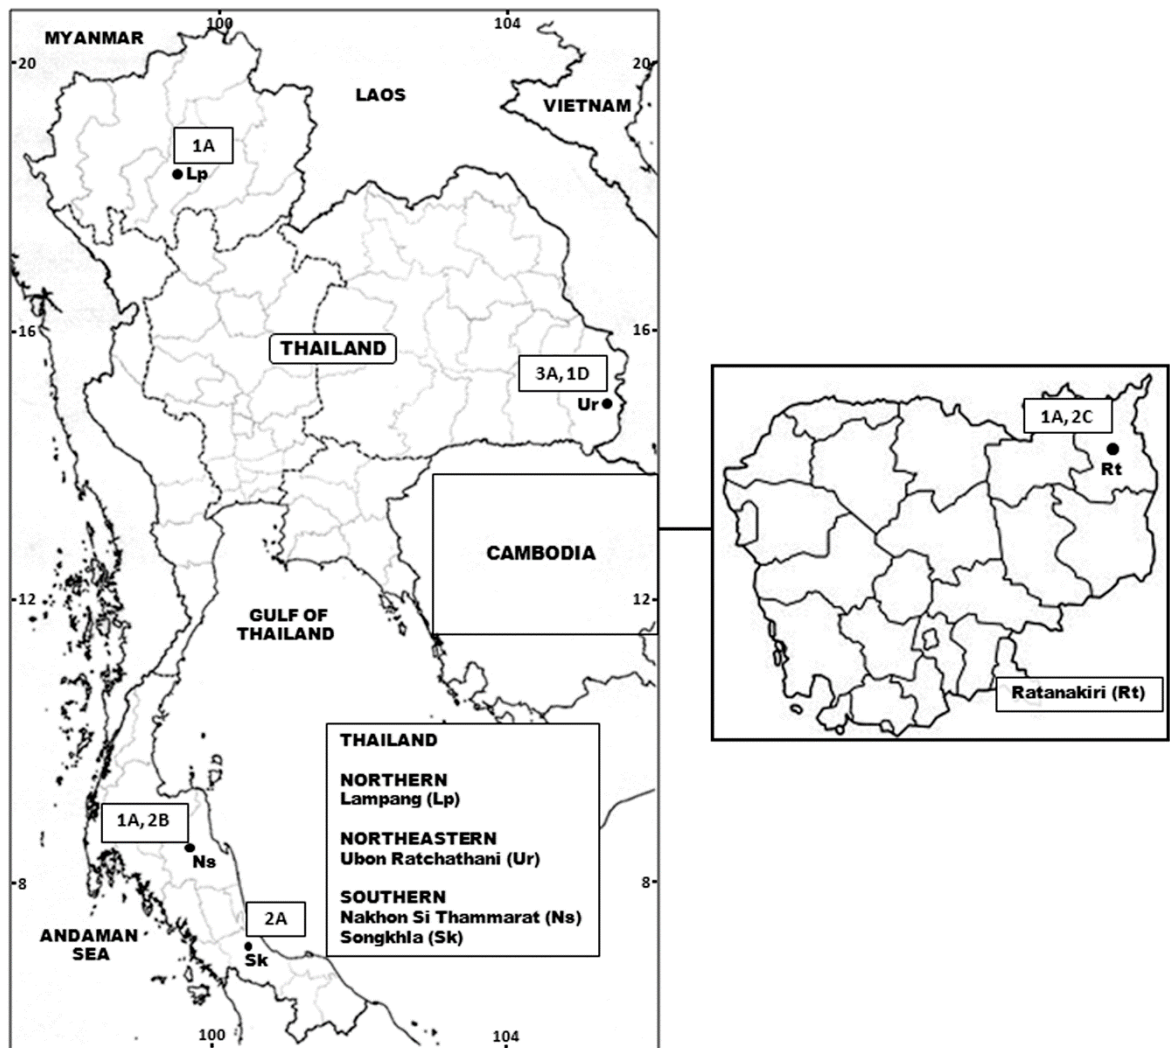 100
104
MYANMAR
20
20
LAOS
VIETNAM
1A
Lp
16
16
THAILAND
3A, 1D
Ur
1A, 2C
Rt
CAMBODIA
12
12
GULF OF
THAILAND
Ratanakiri (Rt)
THAILAND
NORTHERN
Lampang (Lp)
NORTHEASTERN
Ubon Ratchathani (Ur)
SOUTHERN
Nakhon Si Thammarat (Ns)
Songkhla (Sk)
1A, 2B
Ns
8
8
2A
Sk
ANDAMAN
SEA
100
104